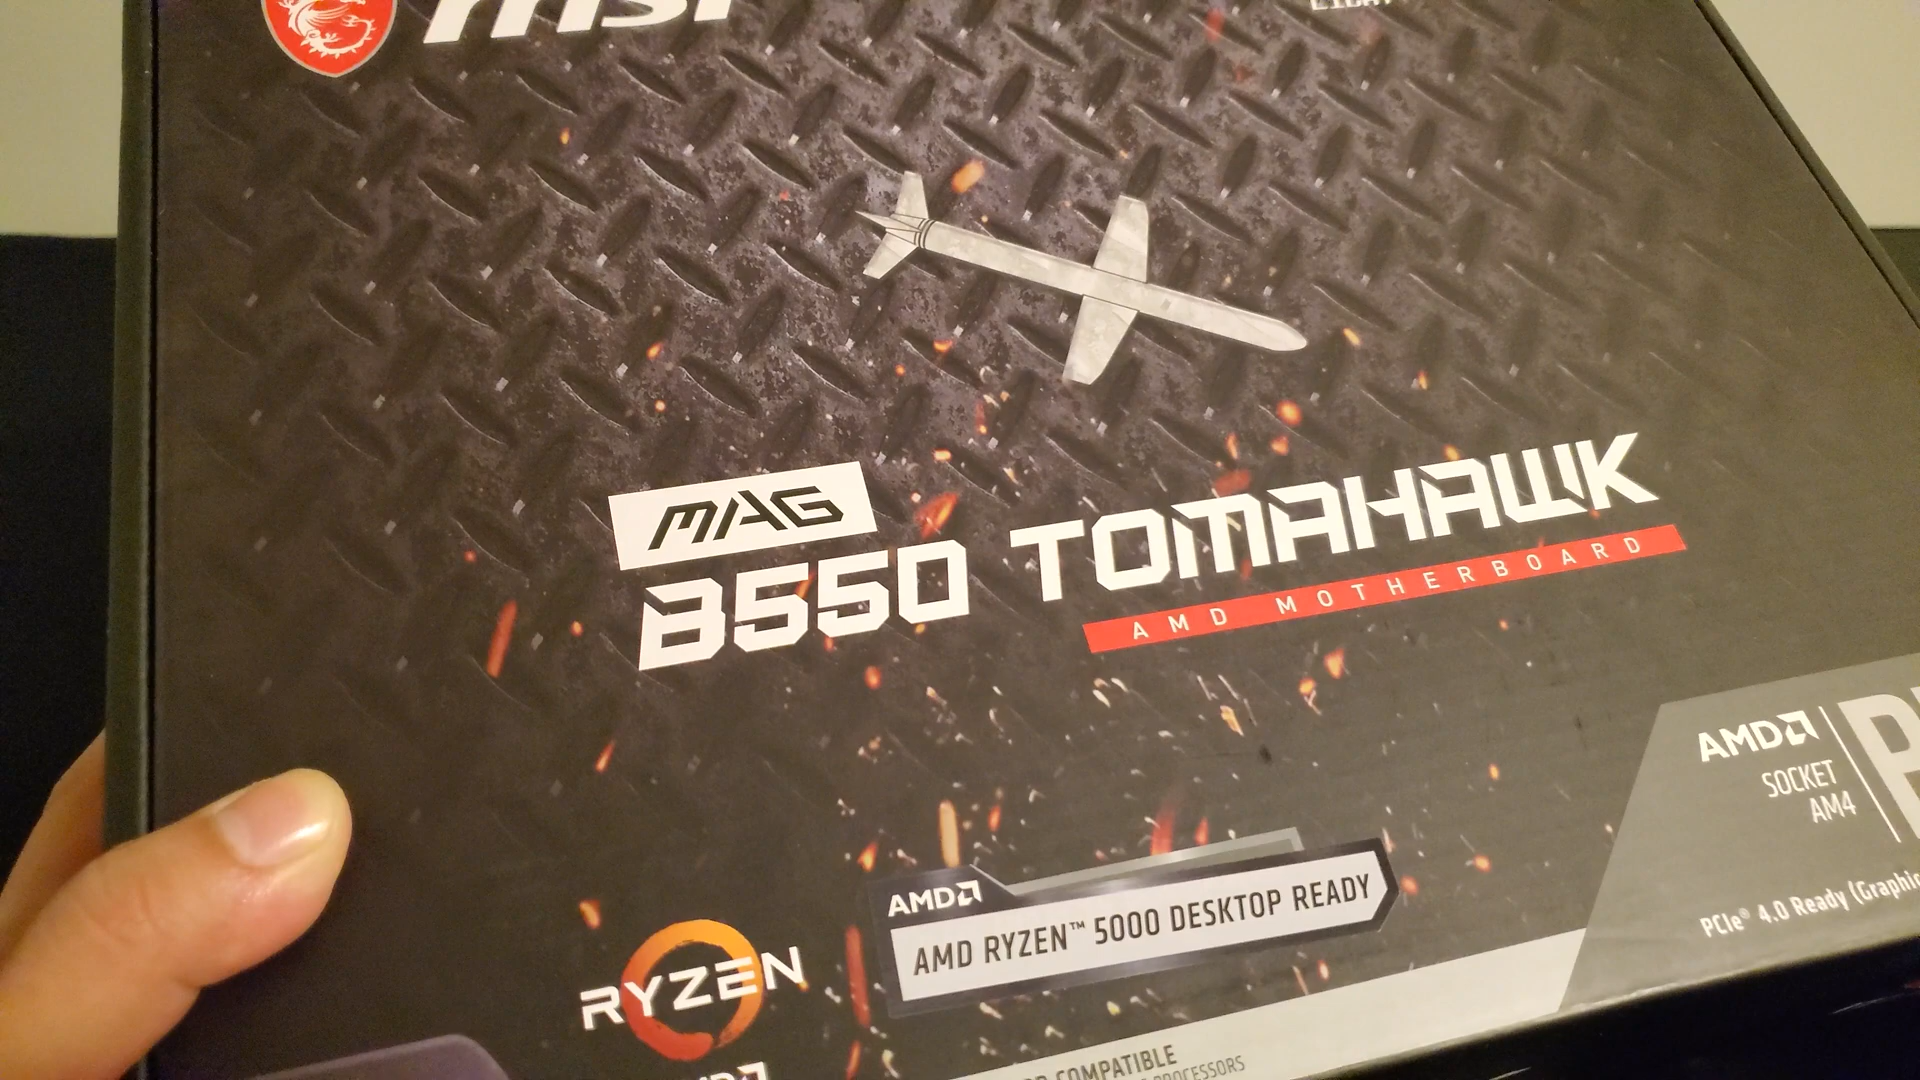 msi
MAG
B550 TOMAHAWK
AMD MOTHERBOARD
AMD
SOCKET
AM4
PCIe® 4.0 Ready
AMD
AMD RYZEN™ 5000 DESKTOP READY
RYZEN
COMPATIBLE
PROCESSORS